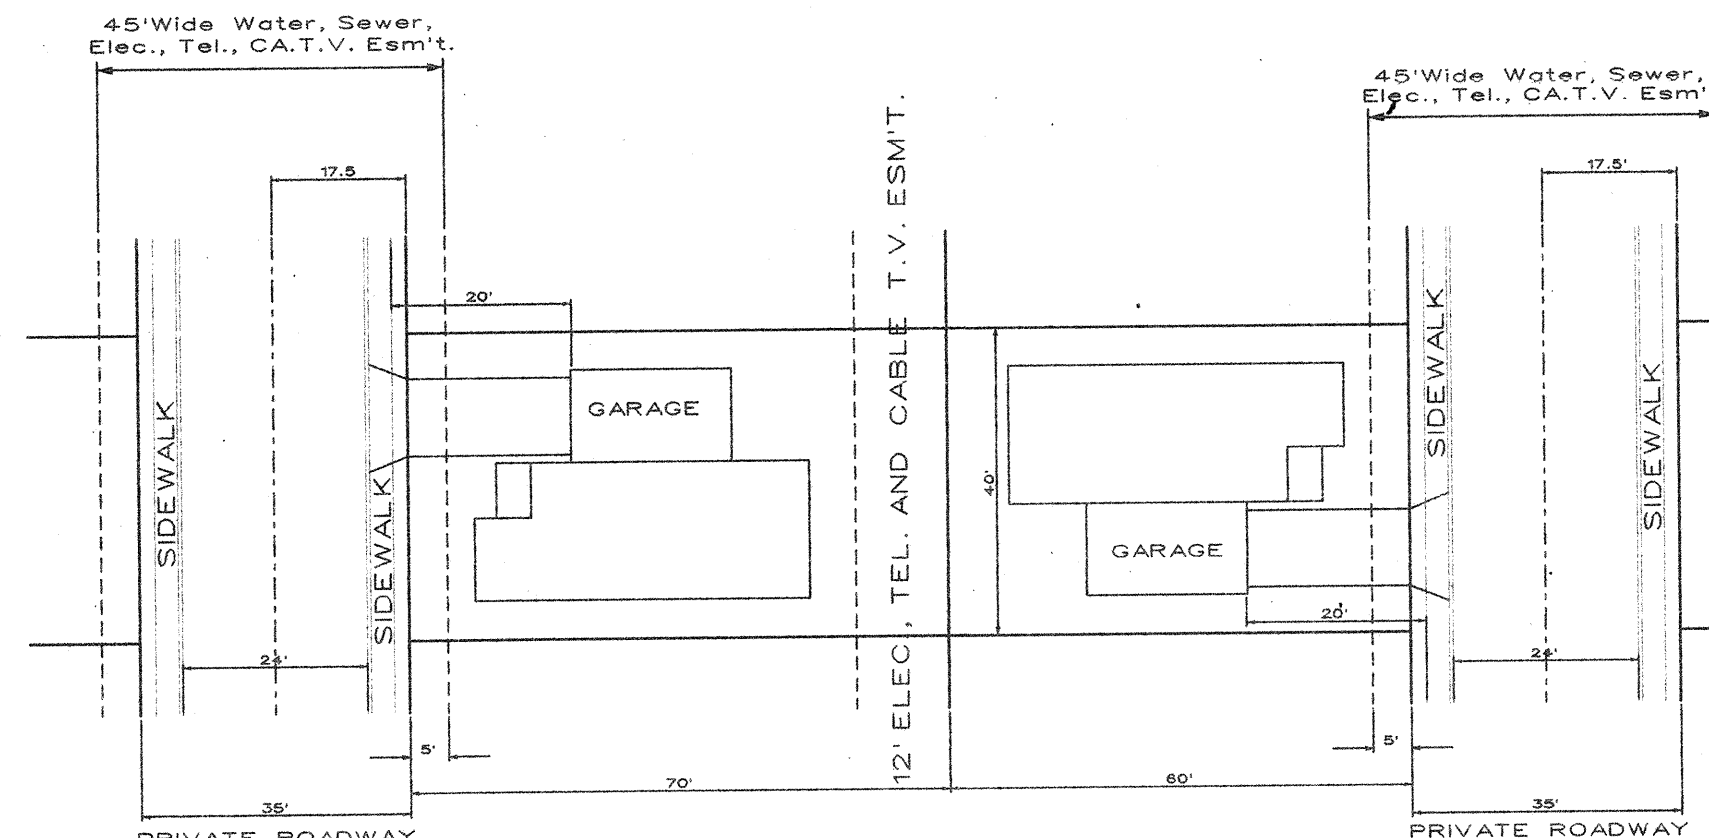 45'Wide Water, Sewer,
Elec., Tel., CA.T.V. Esm't.
45'Wide Water, Sewer,
Elec., Tel., CA.T.V. Esm'
17.5
17.5'
20'
12' ELEC., TEL. AND CABLE T.V. ESM'T.
SIDEWALK
SIDEWALK
GARAGE
40'
GARAGE
SIDEWALK
SIDEWALK
20'
24'
24'
5'
5'
70'
60'
35'
35'
PRIVATE ROADWAY
PRIVATE ROADWAY